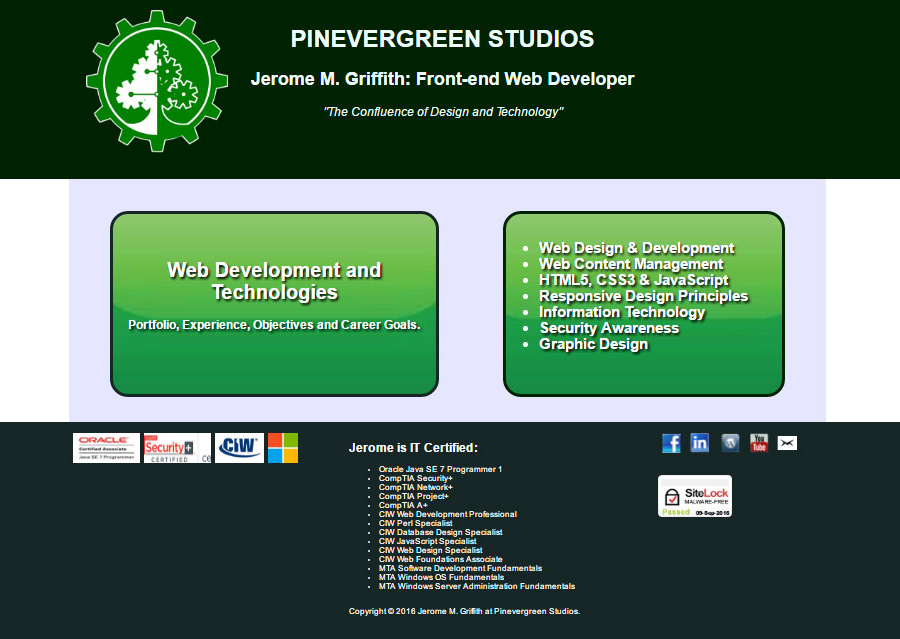 PINEVERGREEN STUDIOS
Jerome M. Griffith: Front-end Web Developer
"The Confluence of Design and Technology"
Web Development and
Technologies
Portfolio, Experience, Objectives and Career Goals.
Web Design & Development
Web Content Management
HTML5, CSS3 & JavaScript
Responsive Design Principles
Information Technology
Security Awareness
Graphic Design
ORACLE
Certified Associate
Java SE 7 Programmer
Security+
CERTIFIED
ce
CIW
Jerome is IT Certified:
Oracle Java SE 7 Programmer 1
CompTIA Security+
CompTIA Network+
CompTIA Project+
CompTIA A+
CIW Web Development Professional
CIW Perl Specialist
CIW Database Design Specialist
CIW JavaScript Specialist
CIW Web Design Specialist
CIW Web Foundations Associate
MTA Software Development Fundamentals
MTA Windows OS Fundamentals
MTA Windows Server Administration Fundamentals
Copyright © 2016 Jerome M. Griffith at Pinevergreen Studios.
f
in
W
You
Tube
SiteLock
MALWARE-FREE
Passed 09-Sep-2016